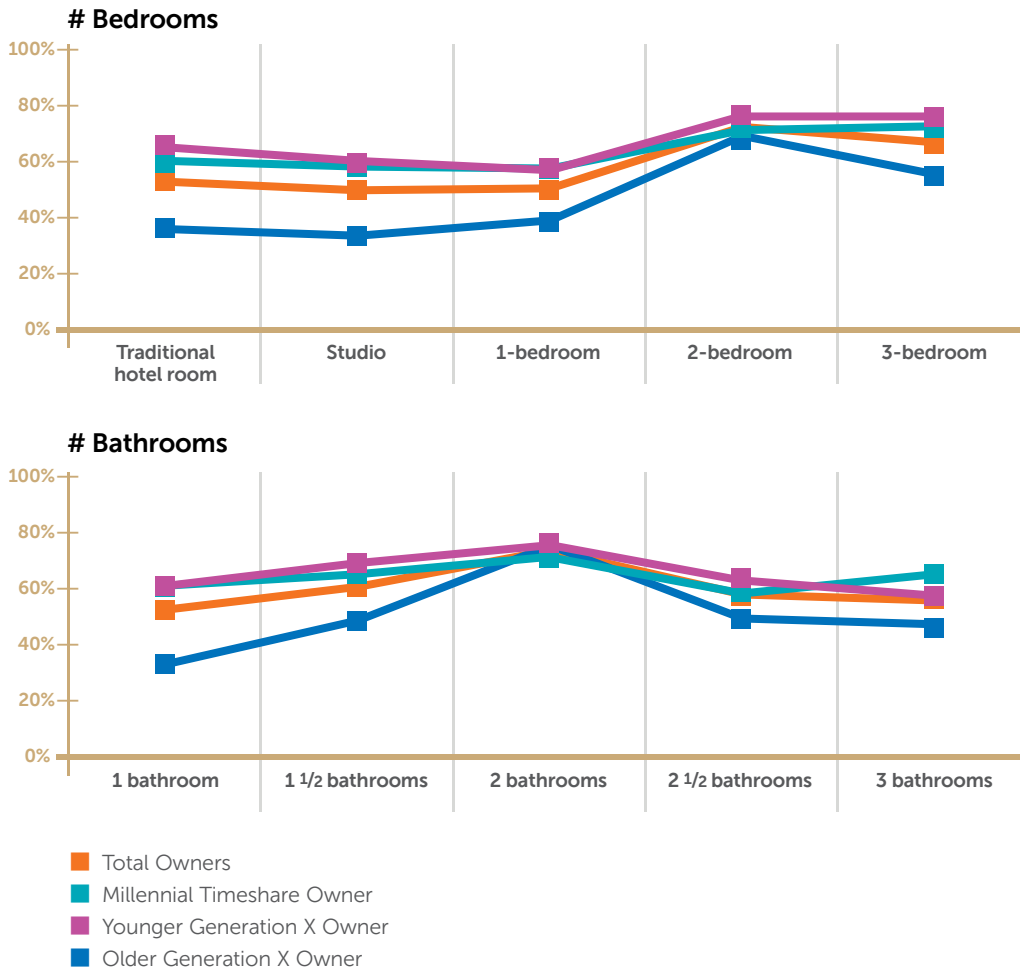 # Bedrooms
100%
80%
60%
40%
20%
0%
Traditional
hotel room
Studio
1-bedroom
2-bedroom
3-bedroom
# Bathrooms
100%
80%
60%
40%
20%
0%
1 bathroom
1 1/2 bathrooms
2 bathrooms
2 1/2 bathrooms
3 bathrooms
Total Owners
Millennial Timeshare Owner
Younger Generation X Owner
Older Generation X Owner